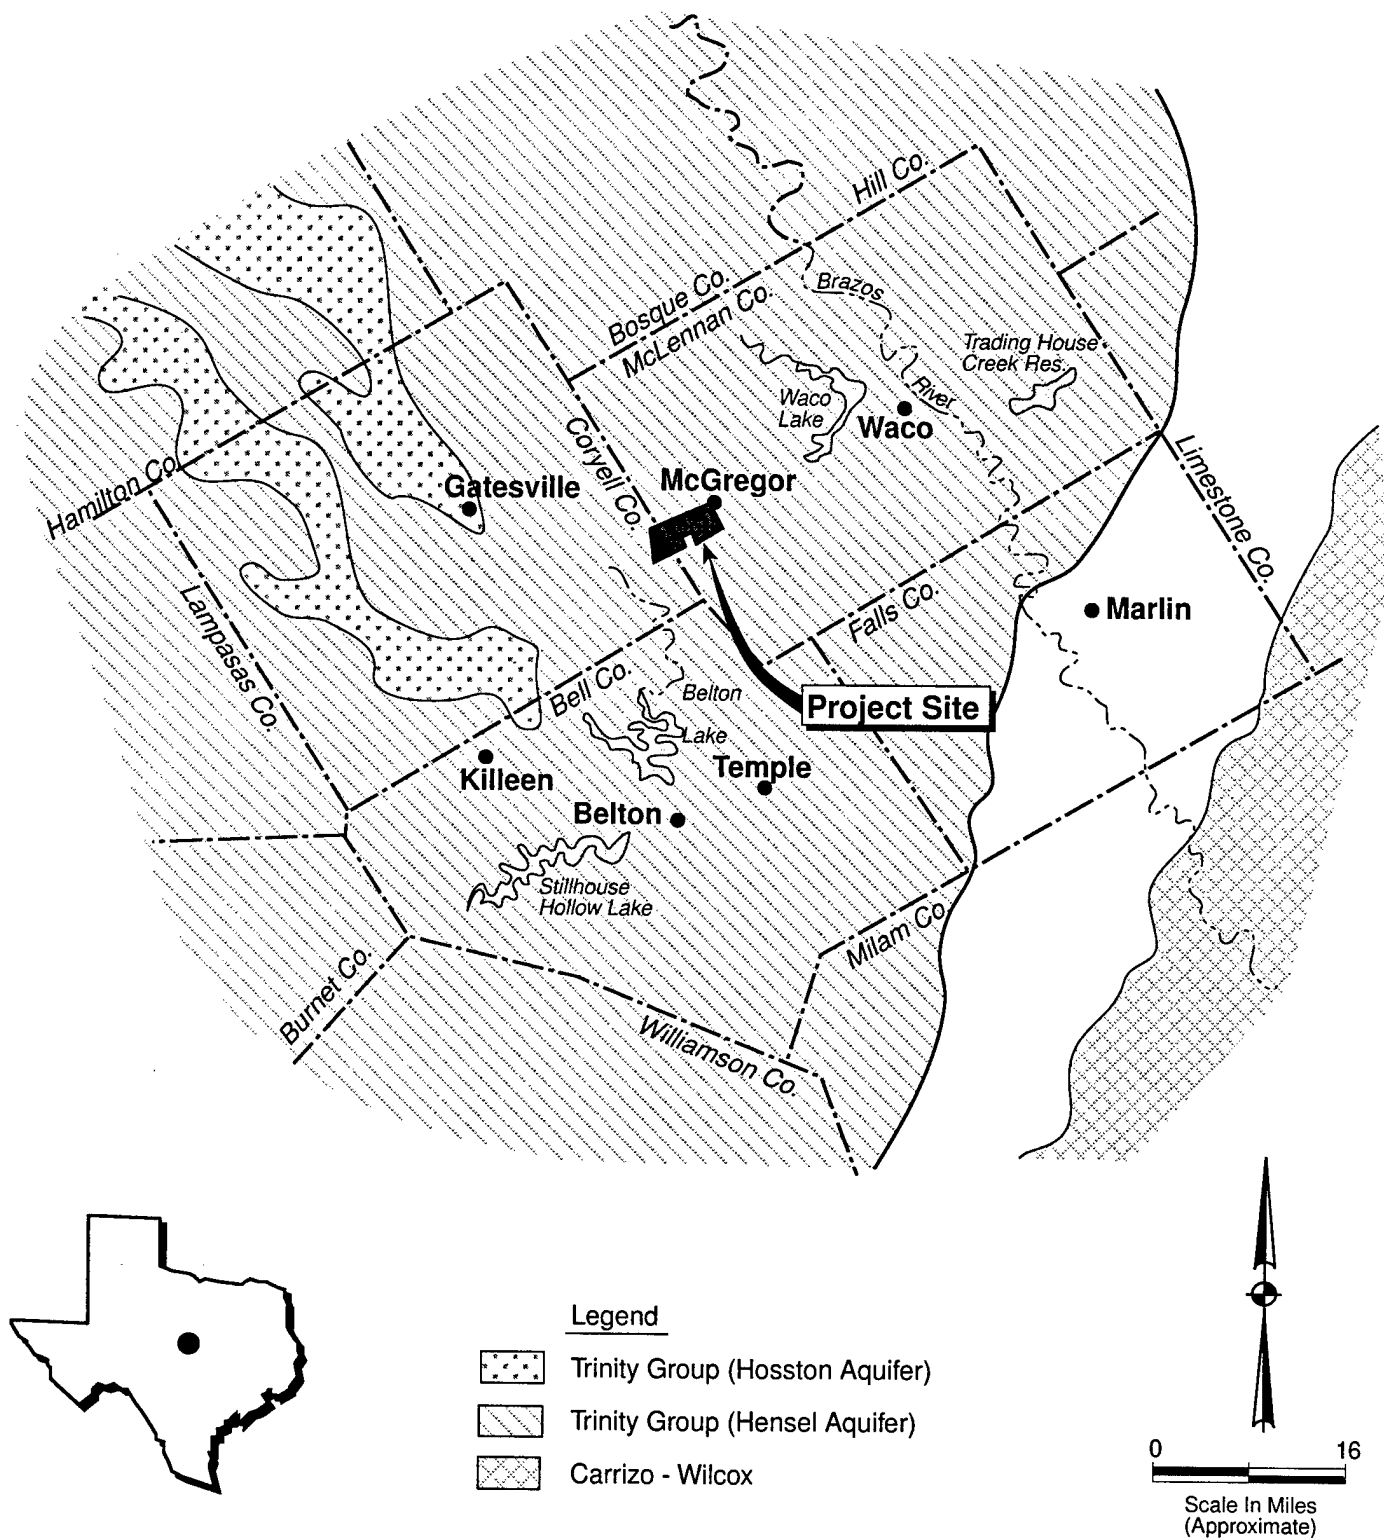 Hill Co.
Bosque Co.
McLennan Co.
Brazos
River
Trading House
Creek Res.
Waco
Lake
Waco
Coryell Co.
Limestone Co.
Hamilton Co.
Gatesville
McGregor
Lampasas Co.
Falls Co.
Marlin
Bell Co.
Belton
Lake
Project Site
Killeen
Temple
Belton
Stillhouse
Hollow Lake
Milam Co.
Burnet Co.
Williamson Co.
Legend
Trinity Group (Hosston Aquifer)
Trinity Group (Hensel Aquifer)
Carrizo - Wilcox
0 16
Scale In Miles
(Approximate)